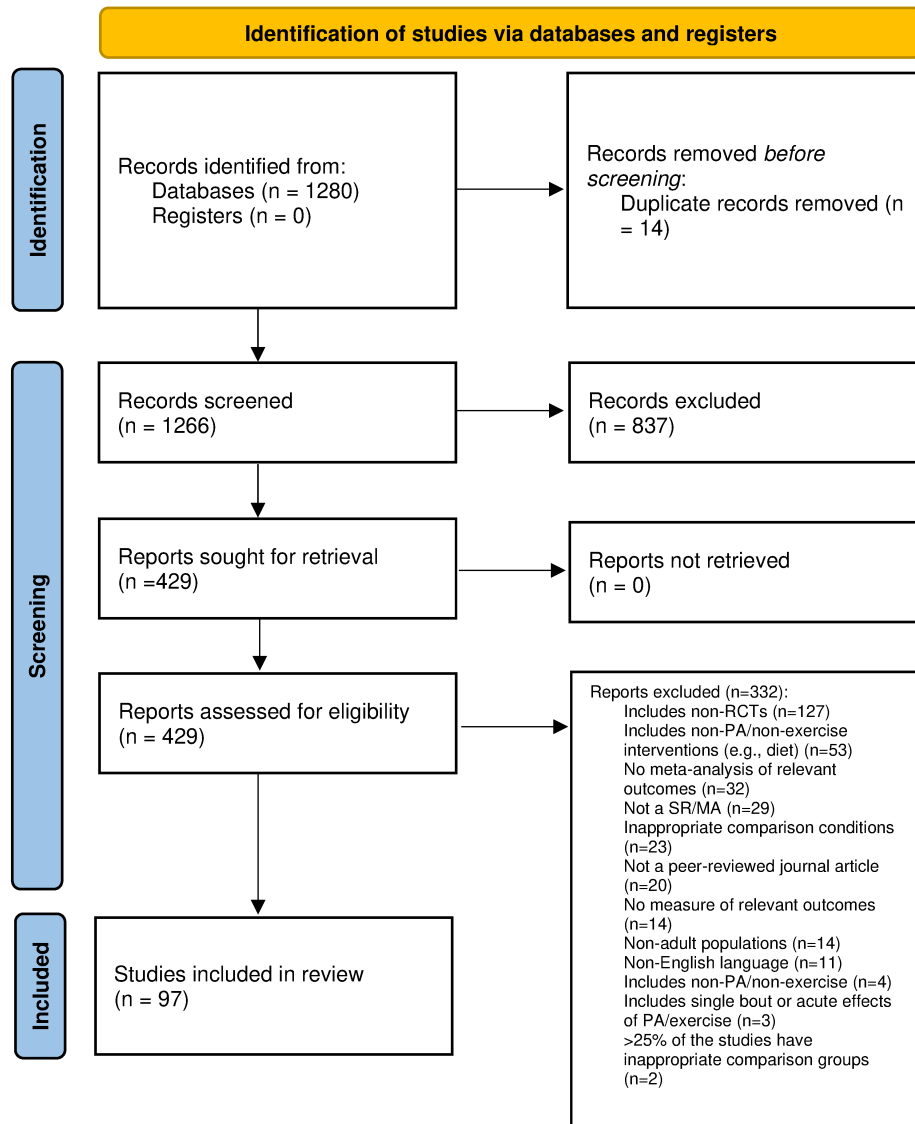 Identification of studies via databases and registers
Identification
Records identified from:
Databases (n = 1280)
Registers (n = 0)
Records removed before
screening:
Duplicate records removed (n
= 14)
Screening
Records screened
(n = 1266)
Records excluded
(n = 837)
Reports sought for retrieval
(n =429)
Reports not retrieved
(n = 0)
Reports assessed for eligibility
(n = 429)
Reports excluded (n=332):
Includes non-RCTs (n=127)
Includes non-PA/non-exercise
interventions (e.g., diet) (n=53)
No meta-analysis of relevant
outcomes (n=32)
Not a SR/MA (n=29)
Inappropriate comparison conditions
(n=23)
Not a peer-reviewed journal article
(n=20)
No measure of relevant outcomes
(n=14)
Non-adult populations (n=14)
Non-English language (n=11)
Includes non-PA/non-exercise (n=4)
Includes single bout or acute effects
of PA/exercise (n=3)
>25% of the studies have
inappropriate comparison groups
(n=2)
Included
Studies included in review
(n = 97)